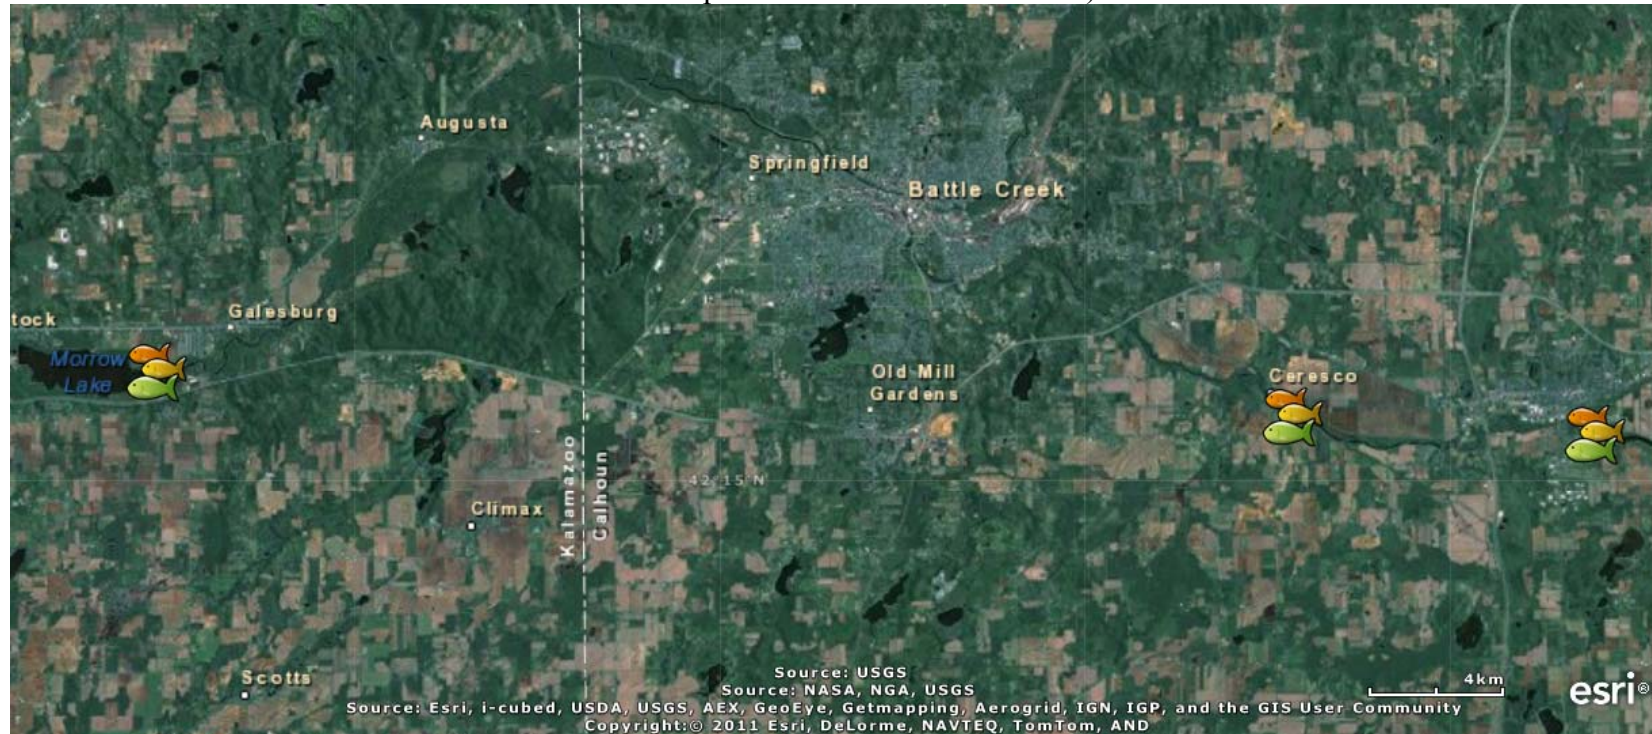 Augusta
Springfield
Battle Creek
Galesburg
tock
Morrow
Lake
Old Mill
Gardens
Ceresco
Kalamazoo
Calhoun
42°15'N
Climax
Scotts
Source: USGS
Source: NASA, NGA, USGS
Source: Esri, i-cubed, USDA, USGS, AEX, GeoEye, Getmapping, Aerogrid, IGN, IGP, and the GIS User Community
Copyright:© 2011 Esri, DeLorme, NAVTEQ, TomTom, AND
4km
esri®